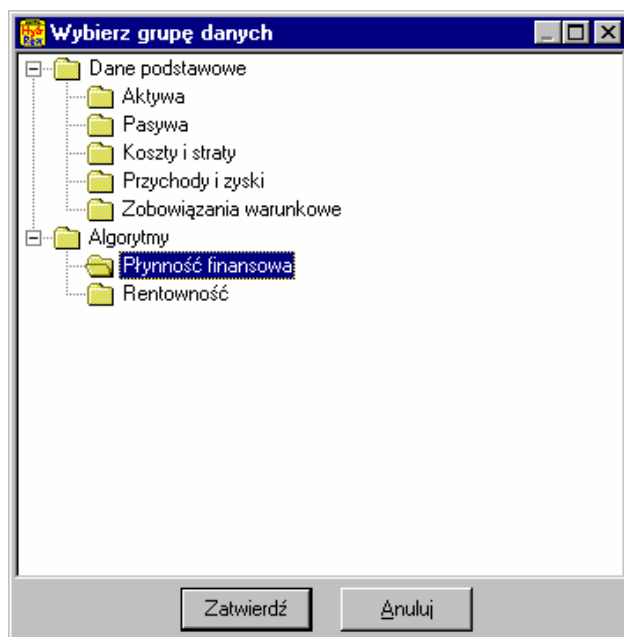 Wybierz grupę danych
Dane podstawowe
Aktywa
Pasywa
Koszty i straty
Przychody i zyski
Zobowiązania warunkowe
Algorytmy
Płynność finansowa
Rentowność
Zatwierdź Anuluj